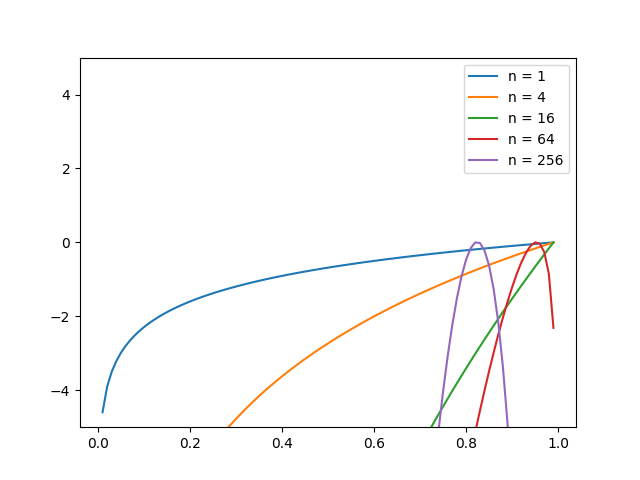 4
2
0
−2
−4
0.0 0.2 0.4 0.6 0.8 1.0
n = 1
n = 4
n = 16
n = 64
n = 256